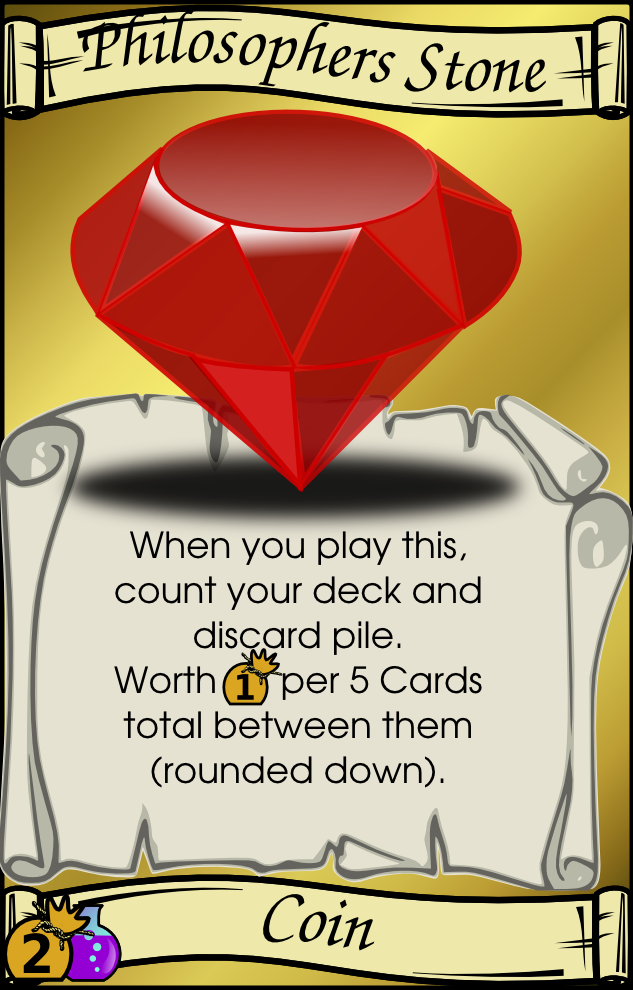 Philosophers Stone
When you play this,
count your deck and
discard pile.
Worth 1 per 5 Cards
total between them
(rounded down).
Coin
2